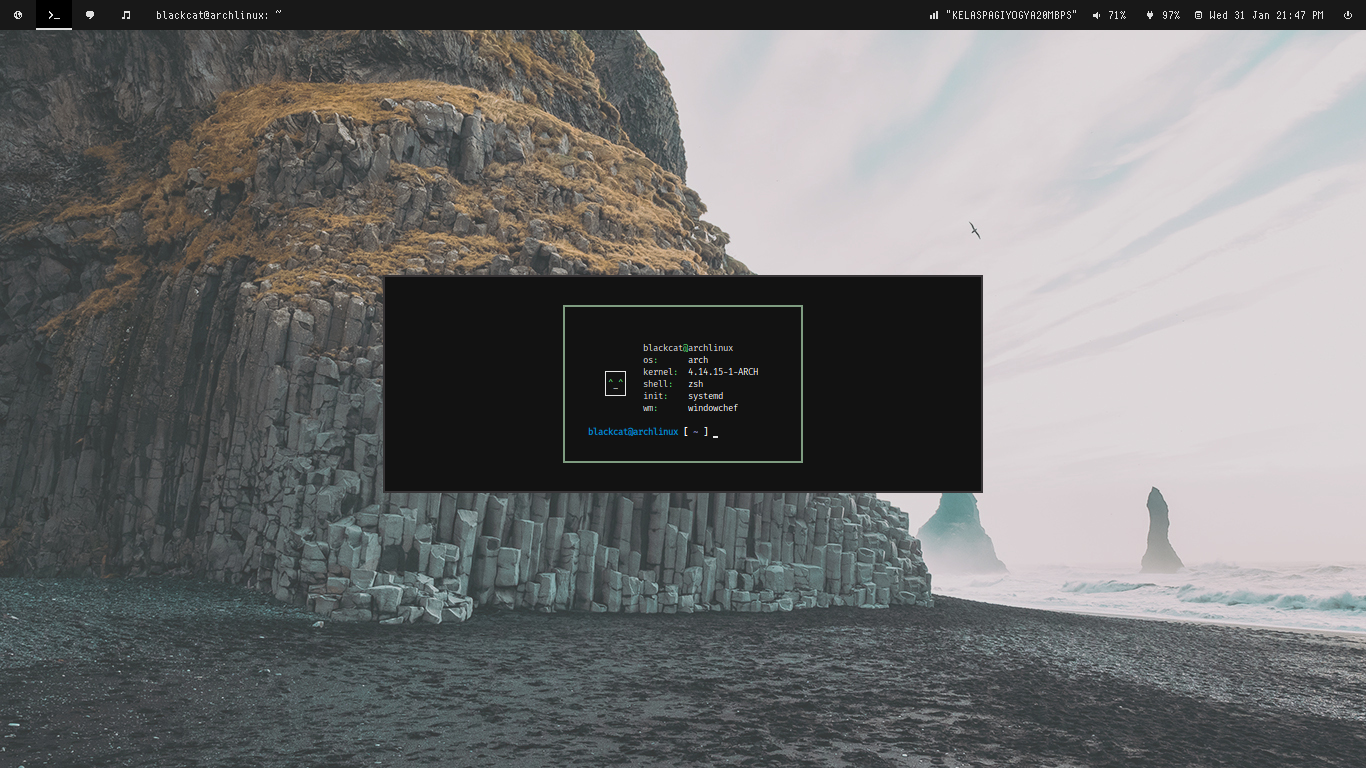 blackcat@archlinux: ~
"KELASPAGIYOGYA20MBPS"
71%
97%
Wed 31 Jan 21:47 PM
blackcat@archlinux
os: arch
kernel: 4.14.15-1-ARCH
^_^
shell: zsh
init: systemd
wm: windowchef
blackcat@archlinux [ ~ ] _